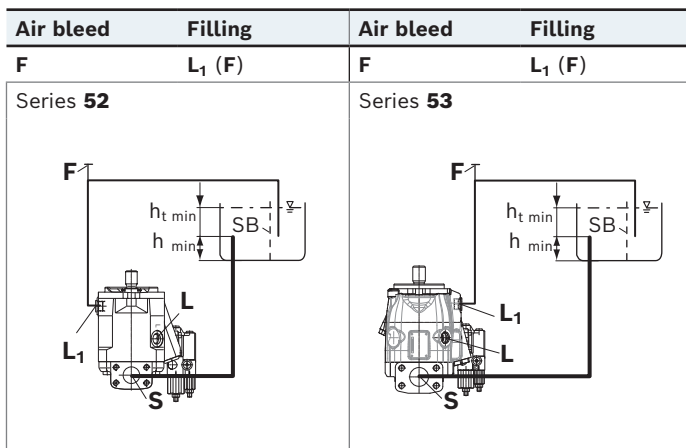 Air bleed Filling Air bleed Filling
F L₁ (F) F L₁ (F)
Series 52 Series 53
F F
hₜ ₘᵢₙ SB hₜ ₘᵢₙ SB
h ₘᵢₙ h ₘᵢₙ
L L₁
L₁ L
S S